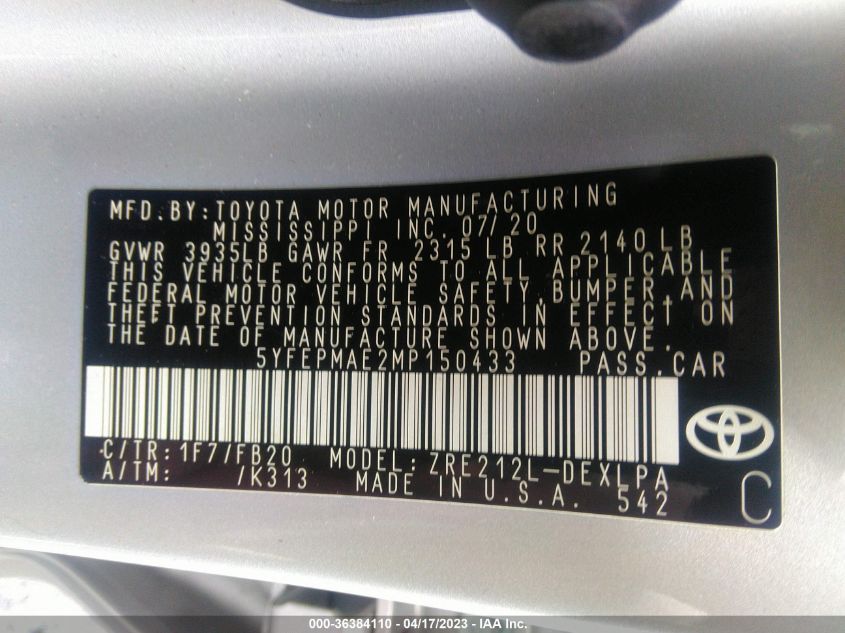 MFD.BY:TOYOTA MOTOR MANUFACTURING
MISSISSIPPI INC. 07/20
GVWR 3935LB GAWR FR 2315 LB RR 2140 LB
THIS VEHICLE CONFORMS TO ALL APPLICABLE
FEDERAL MOTOR VEHICLE SAFETY,BUMPER,AND
THEFT PREVENTION STANDARDS IN EFFECT ON
THE DATE OF MANUFACTURE SHOWN ABOVE.
5YFEPMAE2MP150433 PASS.CAR
C/TR:1F7/FB20 MODEL:ZRE212L-DEXLPA
A/TM: /K313 MADE IN U.S.A. 542
C
000-36384110 - 04/17/2023 - IAA Inc.